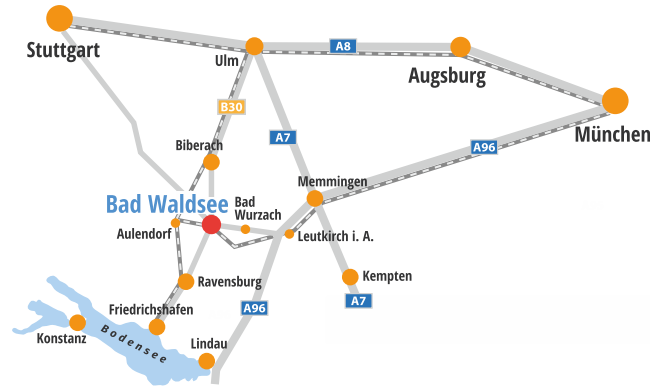 Stuttgart
Ulm
A8
Augsburg
B30
München
A7
A96
Biberach
Memmingen
Bad Waldsee
Bad
Wurzach
Aulendorf
Leutkirch i. A.
Ravensburg
Kempten
A7
Friedrichshafen
A96
Konstanz
Bodensee
Lindau